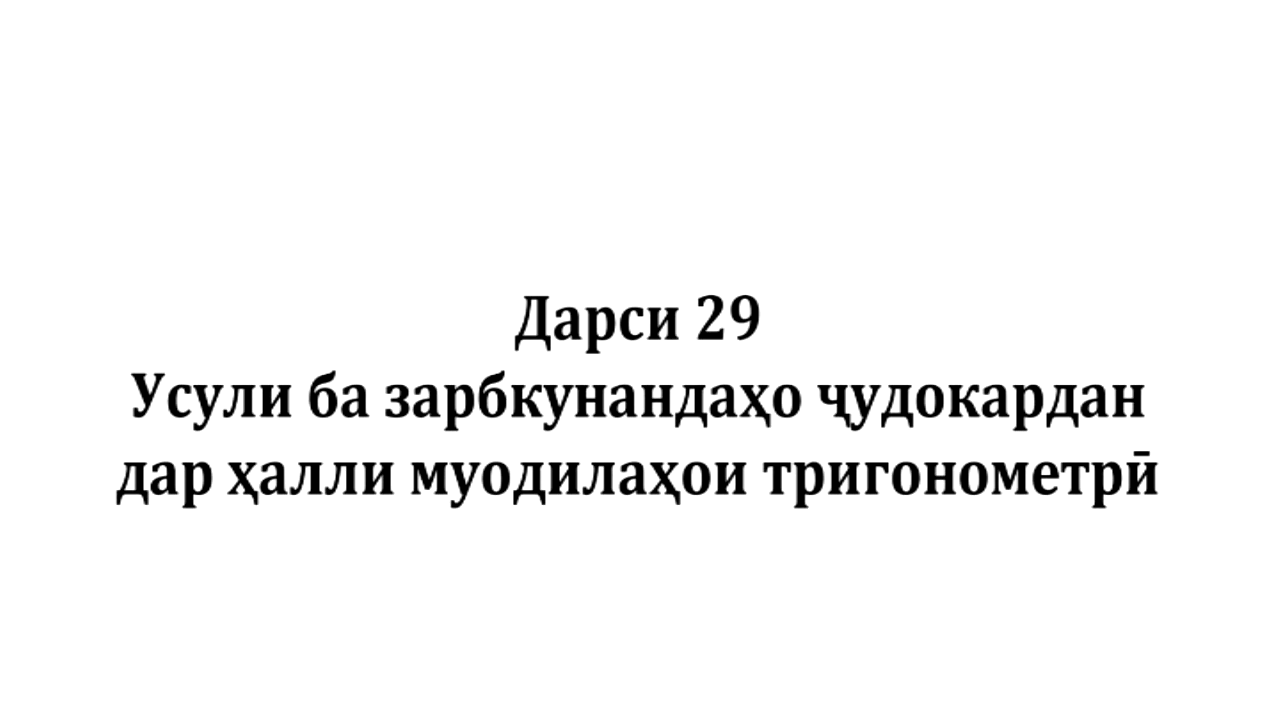 Дарси 29
Усули ба зарбкунандаҳо ҷудокардан
дар ҳалли муодилаҳои тригонометрӣ